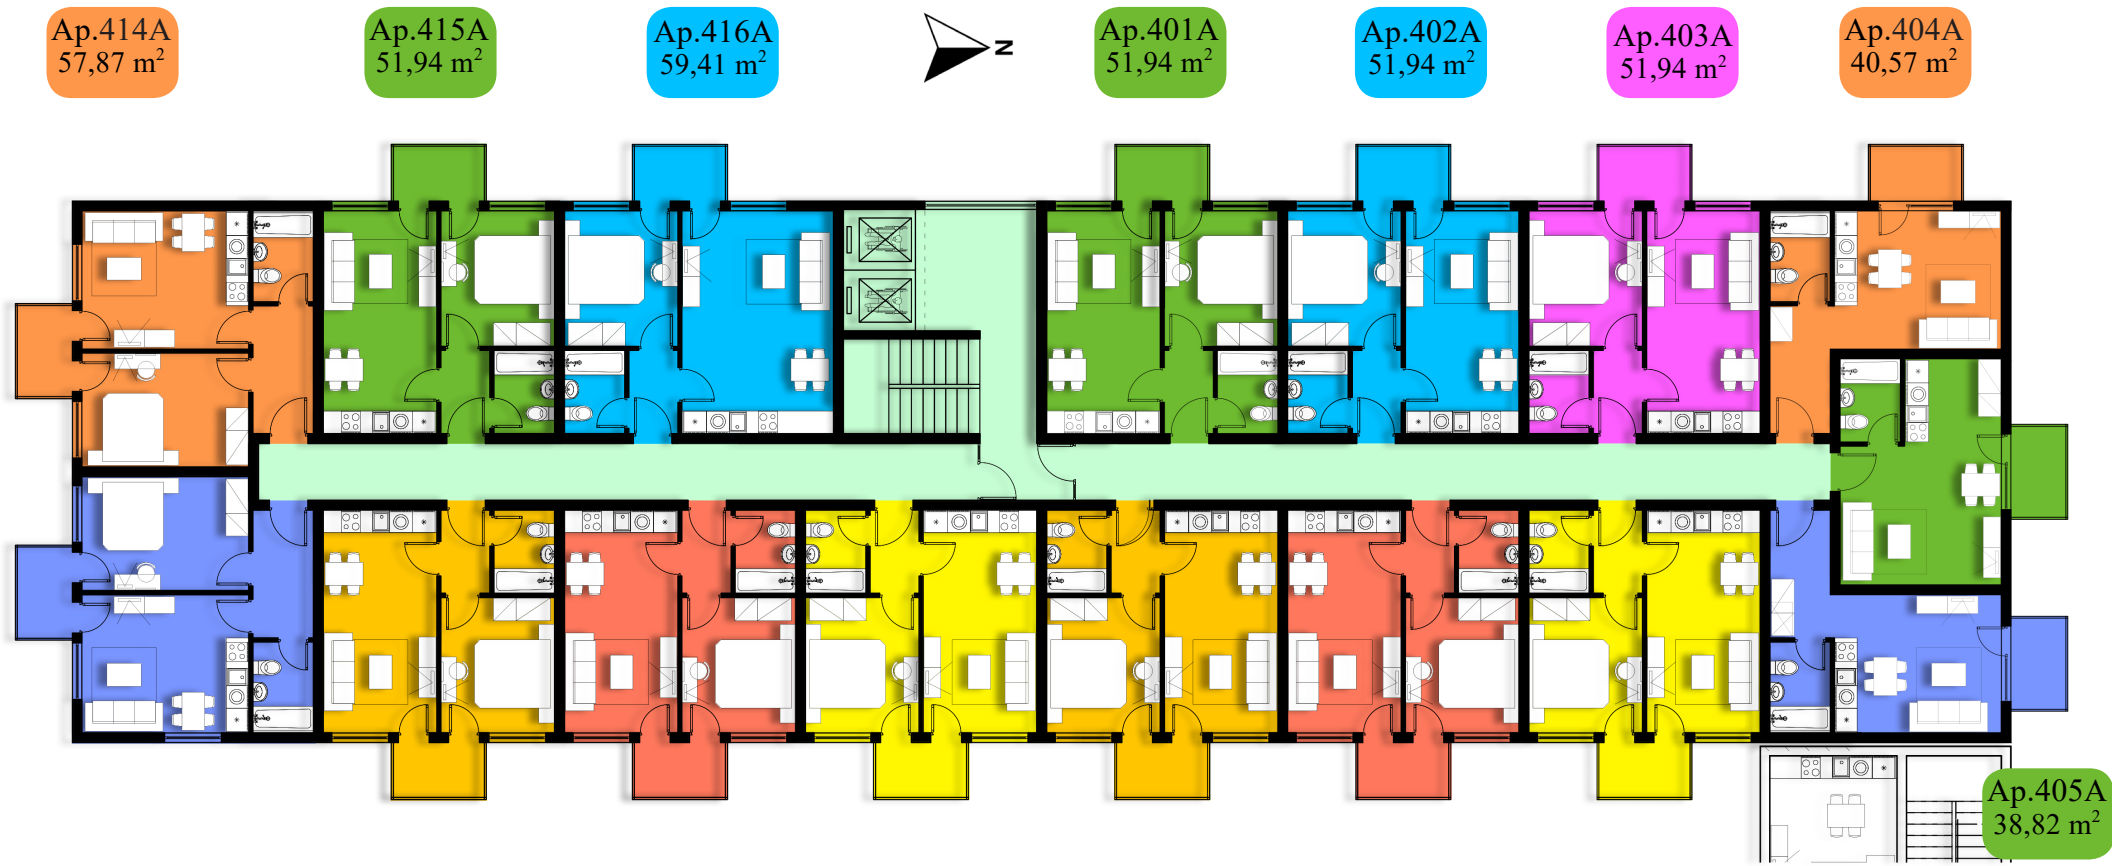 Ap.414A
57,87 m²
Ap.415A
51,94 m²
Ap.416A
59,41 m²
N
Ap.401A
51,94 m²
Ap.402A
51,94 m²
Ap.403A
51,94 m²
Ap.404A
40,57 m²
Ap.405A
38,82 m²